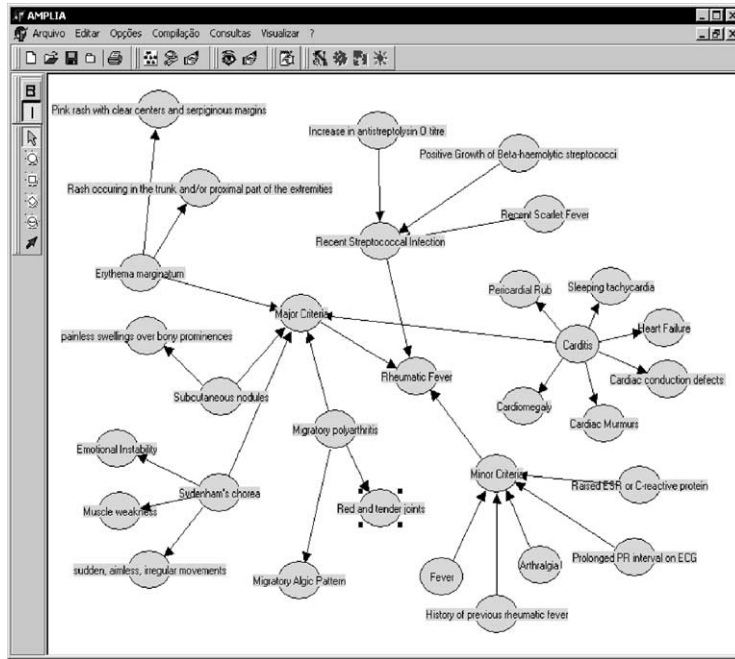 AMPLIA
Arquivo Editar Opções Compilação Consultas Visualizar ?
Pink rash with clear centers and serpiginous margins
Increase in antistreptolysin O titre
Positive Growth of Beta-haemolytic streptococci
Rash occuring in the trunk and/or proximal part of the extremities
Recent Scarlet Fever
Recent Streptococcal Infection
Erythema marginatum
Pericardial Rub
Sleeping tachycardia
Major Criteria
Heart Failure
painless swellings over bony prominences
Carditis
Rheumatic Fever
Cardiac conduction defects
Subcutaneous nodules
Cardiomegaly
Cardiac Murmurs
Migratory polyarthritis
Emotional Instability
Minor Criteria
Sydenham's chorea
Raised ESR or C-reactive protein
Muscle weakness
Red and tender joints
Prolonged PR interval on ECG
Arthralgia
sudden, aimless, irregular movements
Migratory Algic Pattern
Fever
History of previous rheumatic fever